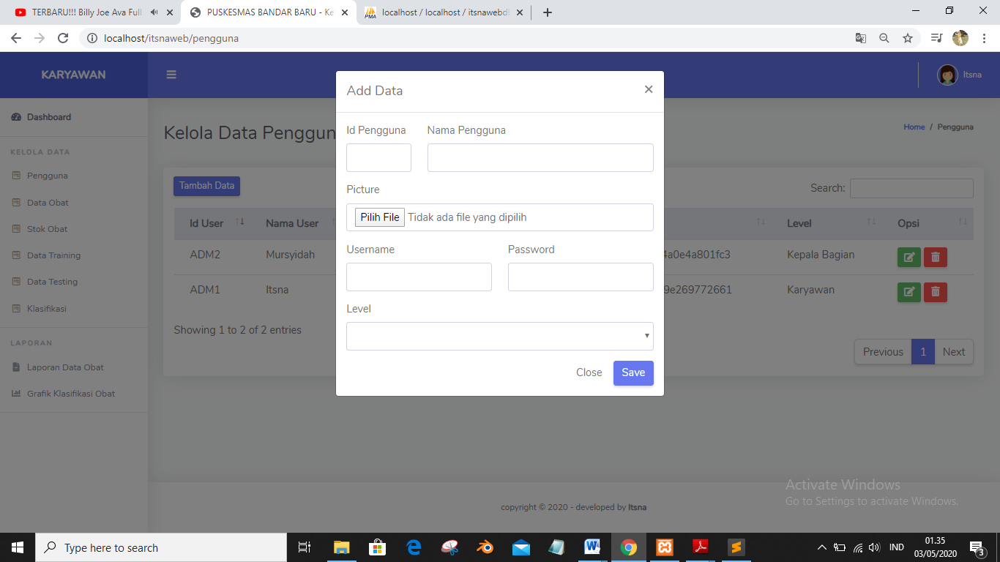 TERBARU!!! Billy Joe Ava Full
PUSKESMAS BANDAR BARU - Ke
localhost / localhost / itsnawebd
localhost/itsnaweb/pengguna
KARYAWAN
Itsna
Dashboard
KELOLA DATA
Pengguna
Data Obat
Stok Obat
Data Training
Data Testing
Klasifikasi
LAPORAN
Laporan Data Obat
Grafik Klasifikasi Obat
Kelola Data Penggun
Home / Pengguna
Tambah Data
Search:
Id User Nama User Level Opsi
ADM2 Mursyidah 4a0e4a801fc3 Kepala Bagian
ADM1 Itsna 9e269772661 Karyawan
Showing 1 to 2 of 2 entries
Previous 1 Next
Add Data
Id Pengguna Nama Pengguna
Picture
Pilih File Tidak ada file yang dipilih
Username Password
Level
Close Save
copyright © 2020 - developed by Itsna
Activate Windows
Go to Settings to activate Windows.
Type here to search
IND
01.35
03/05/2020
3
PMA